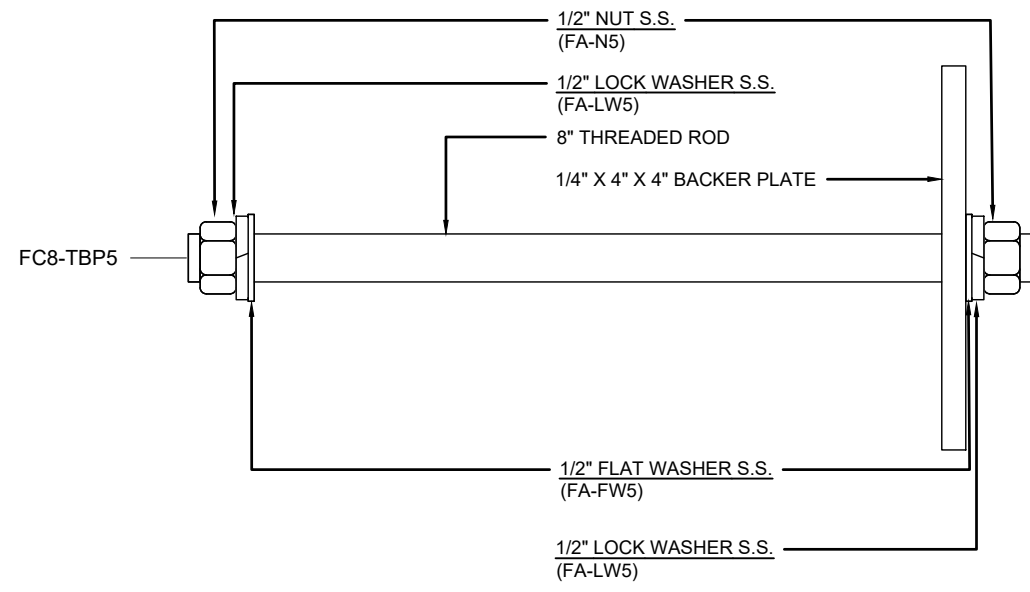 1/2" NUT S.S.
(FA-N5)
1/2" LOCK WASHER S.S.
(FA-LW5)
8" THREADED ROD
1/4" X 4" X 4" BACKER PLATE
FC8-TBP5
1/2" FLAT WASHER S.S.
(FA-FW5)
1/2" LOCK WASHER S.S.
(FA-LW5)